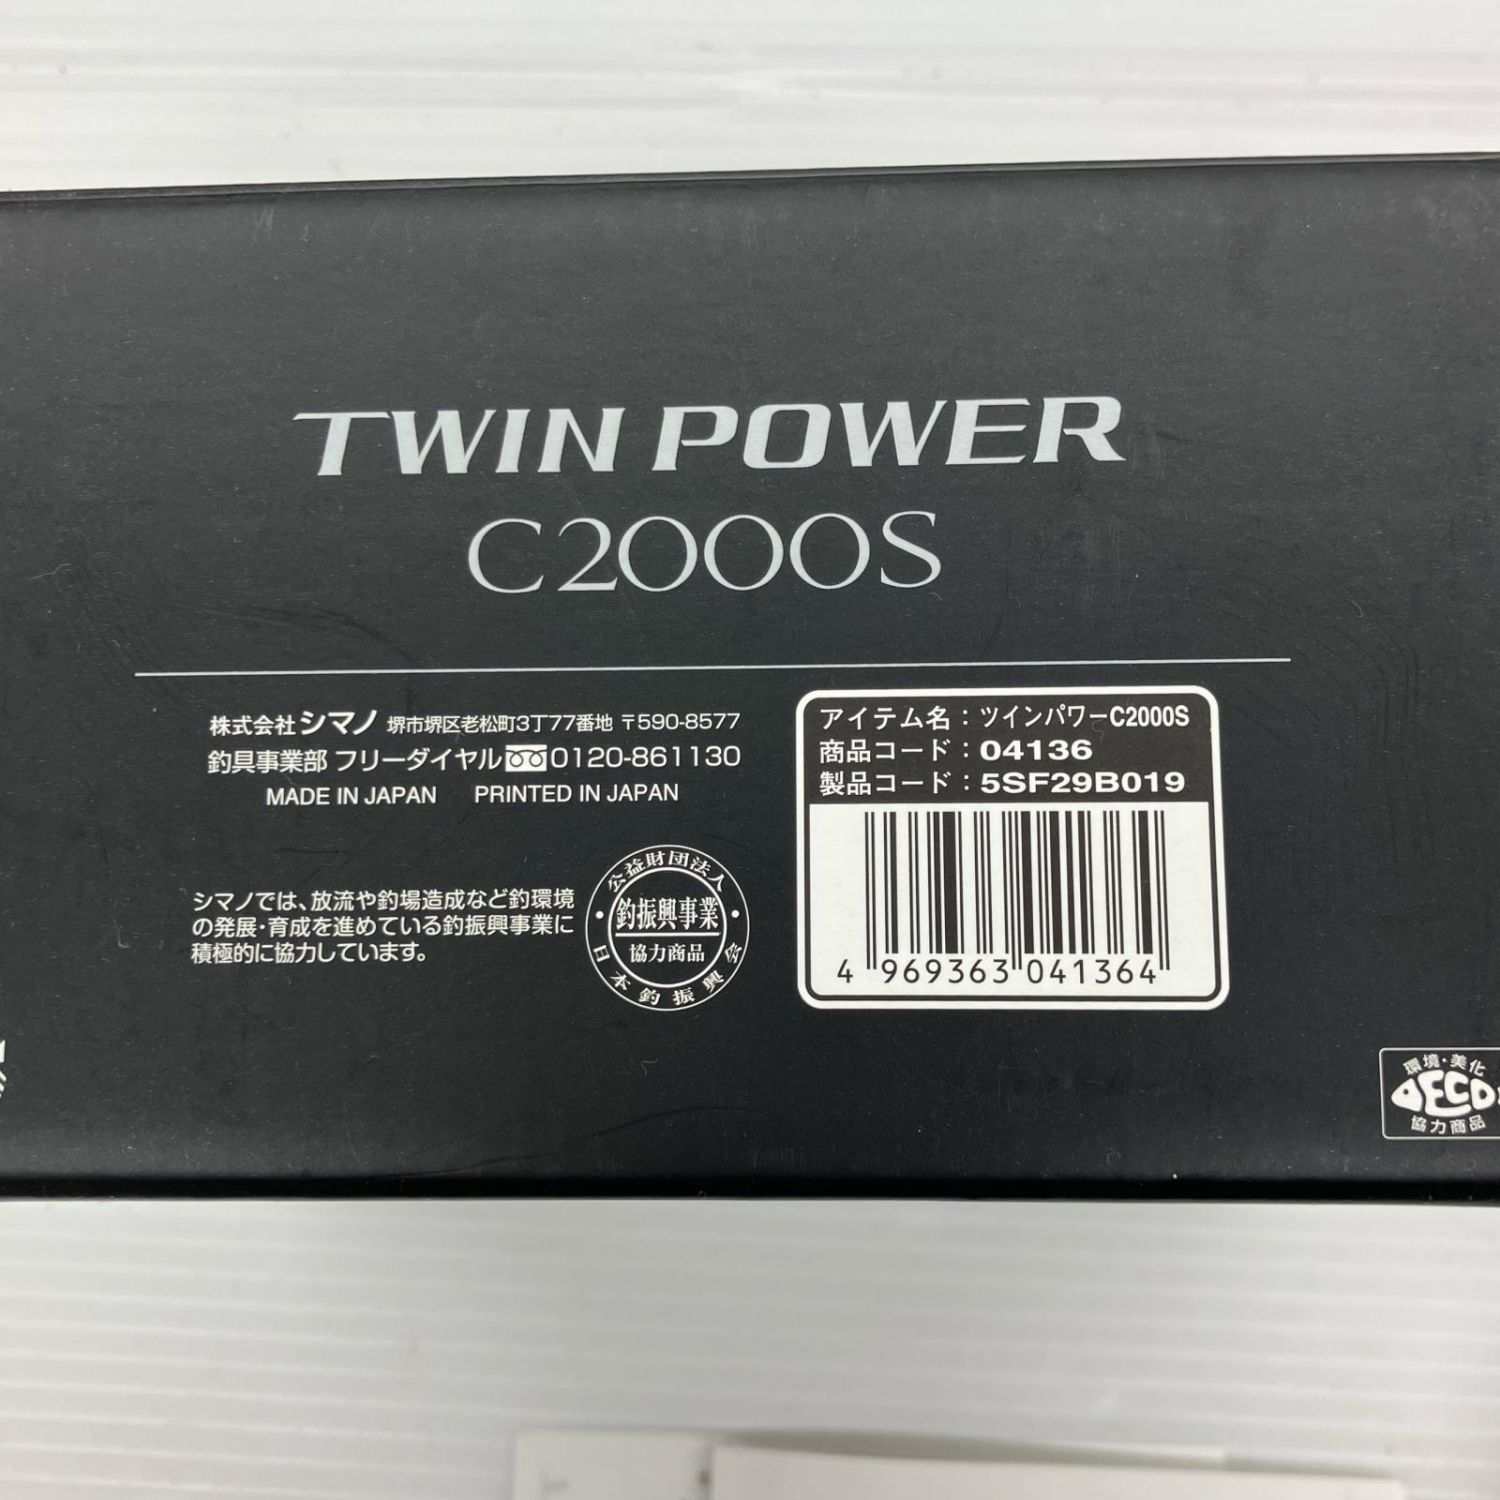 TWIN POWER
C2000S
株式会社 シマノ 堺市堺区老松町3丁77番地 〒590-8577
釣具事業部 フリーダイヤル 0120-861130
MADE IN JAPAN PRINTED IN JAPAN
シマノでは、放流や釣場造成など釣環境
の発展・育成を進めている釣振興事業に
積極的に協力しています。
公益財団法人
釣振興事業
協力商品
日本釣振興会
アイテム名：ツインパワーC2000S
商品コード：04136
製品コード：5SF29B019
4 969363 041364
環境・美化
DECO
協力商品